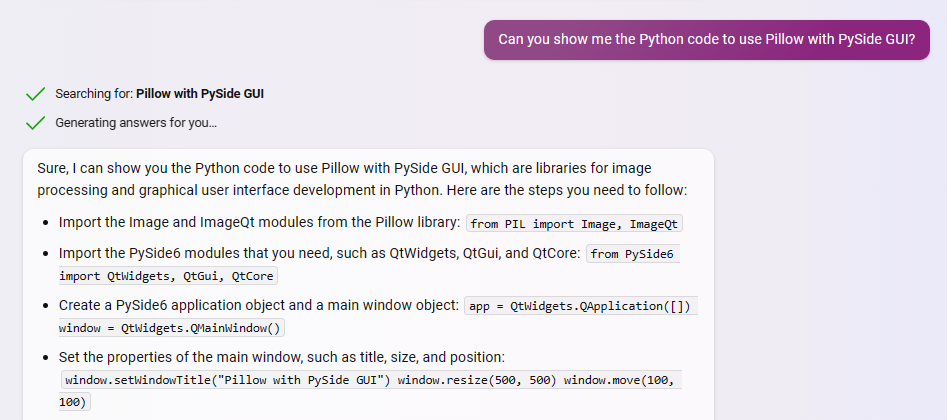 Can you show me the Python code to use Pillow with PySide GUI?
Searching for: Pillow with PySide GUI
Generating answers for you...
Sure, I can show you the Python code to use Pillow with PySide GUI, which are libraries for image
processing and graphical user interface development in Python. Here are the steps you need to follow:
• Import the Image and ImageQt modules from the Pillow library: from PIL import Image, ImageQt
• Import the PySide6 modules that you need, such as QtWidgets, QtGui, and QtCore: from PySide6
import QtWidgets, QtGui, QtCore
• Create a PySide6 application object and a main window object: app = QtWidgets.QApplication([])
window = QtWidgets.QMainWindow()
• Set the properties of the main window, such as title, size, and position:
window.setWindowTitle("Pillow with PySide GUI") window.resize(500, 500) window.move(100,
100)